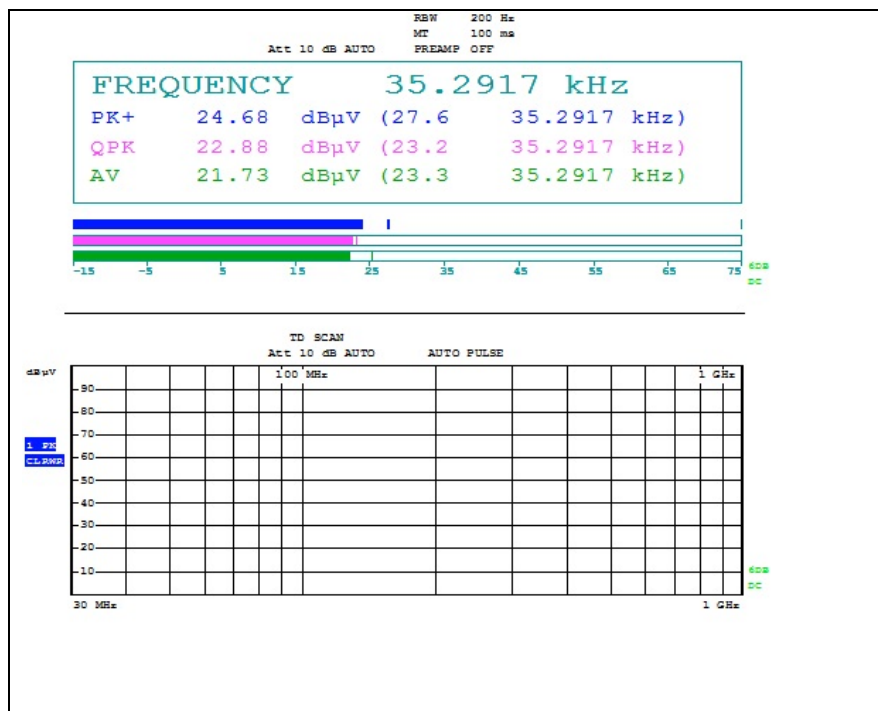 RBW 200 Hz
MT 100 ms
Att 10 dB AUTO PREAMP OFF
FREQUENCY 35.2917 kHz
PK+ 24.68 dBµV (27.6 35.2917 kHz)
QPK 22.88 dBµV (23.2 35.2917 kHz)
AV 21.73 dBµV (23.3 35.2917 kHz)
-15 -5 5 15 25 35 45 55 65 75
6DB
DC
TD SCAN
Att 10 dB AUTO AUTO PULSE
dBµV
100 MHz 1 GHz
90
80
70
1 PK
60
CLRWR
50
40
30
20
10
6DB
DC
30 MHz 1 GHz